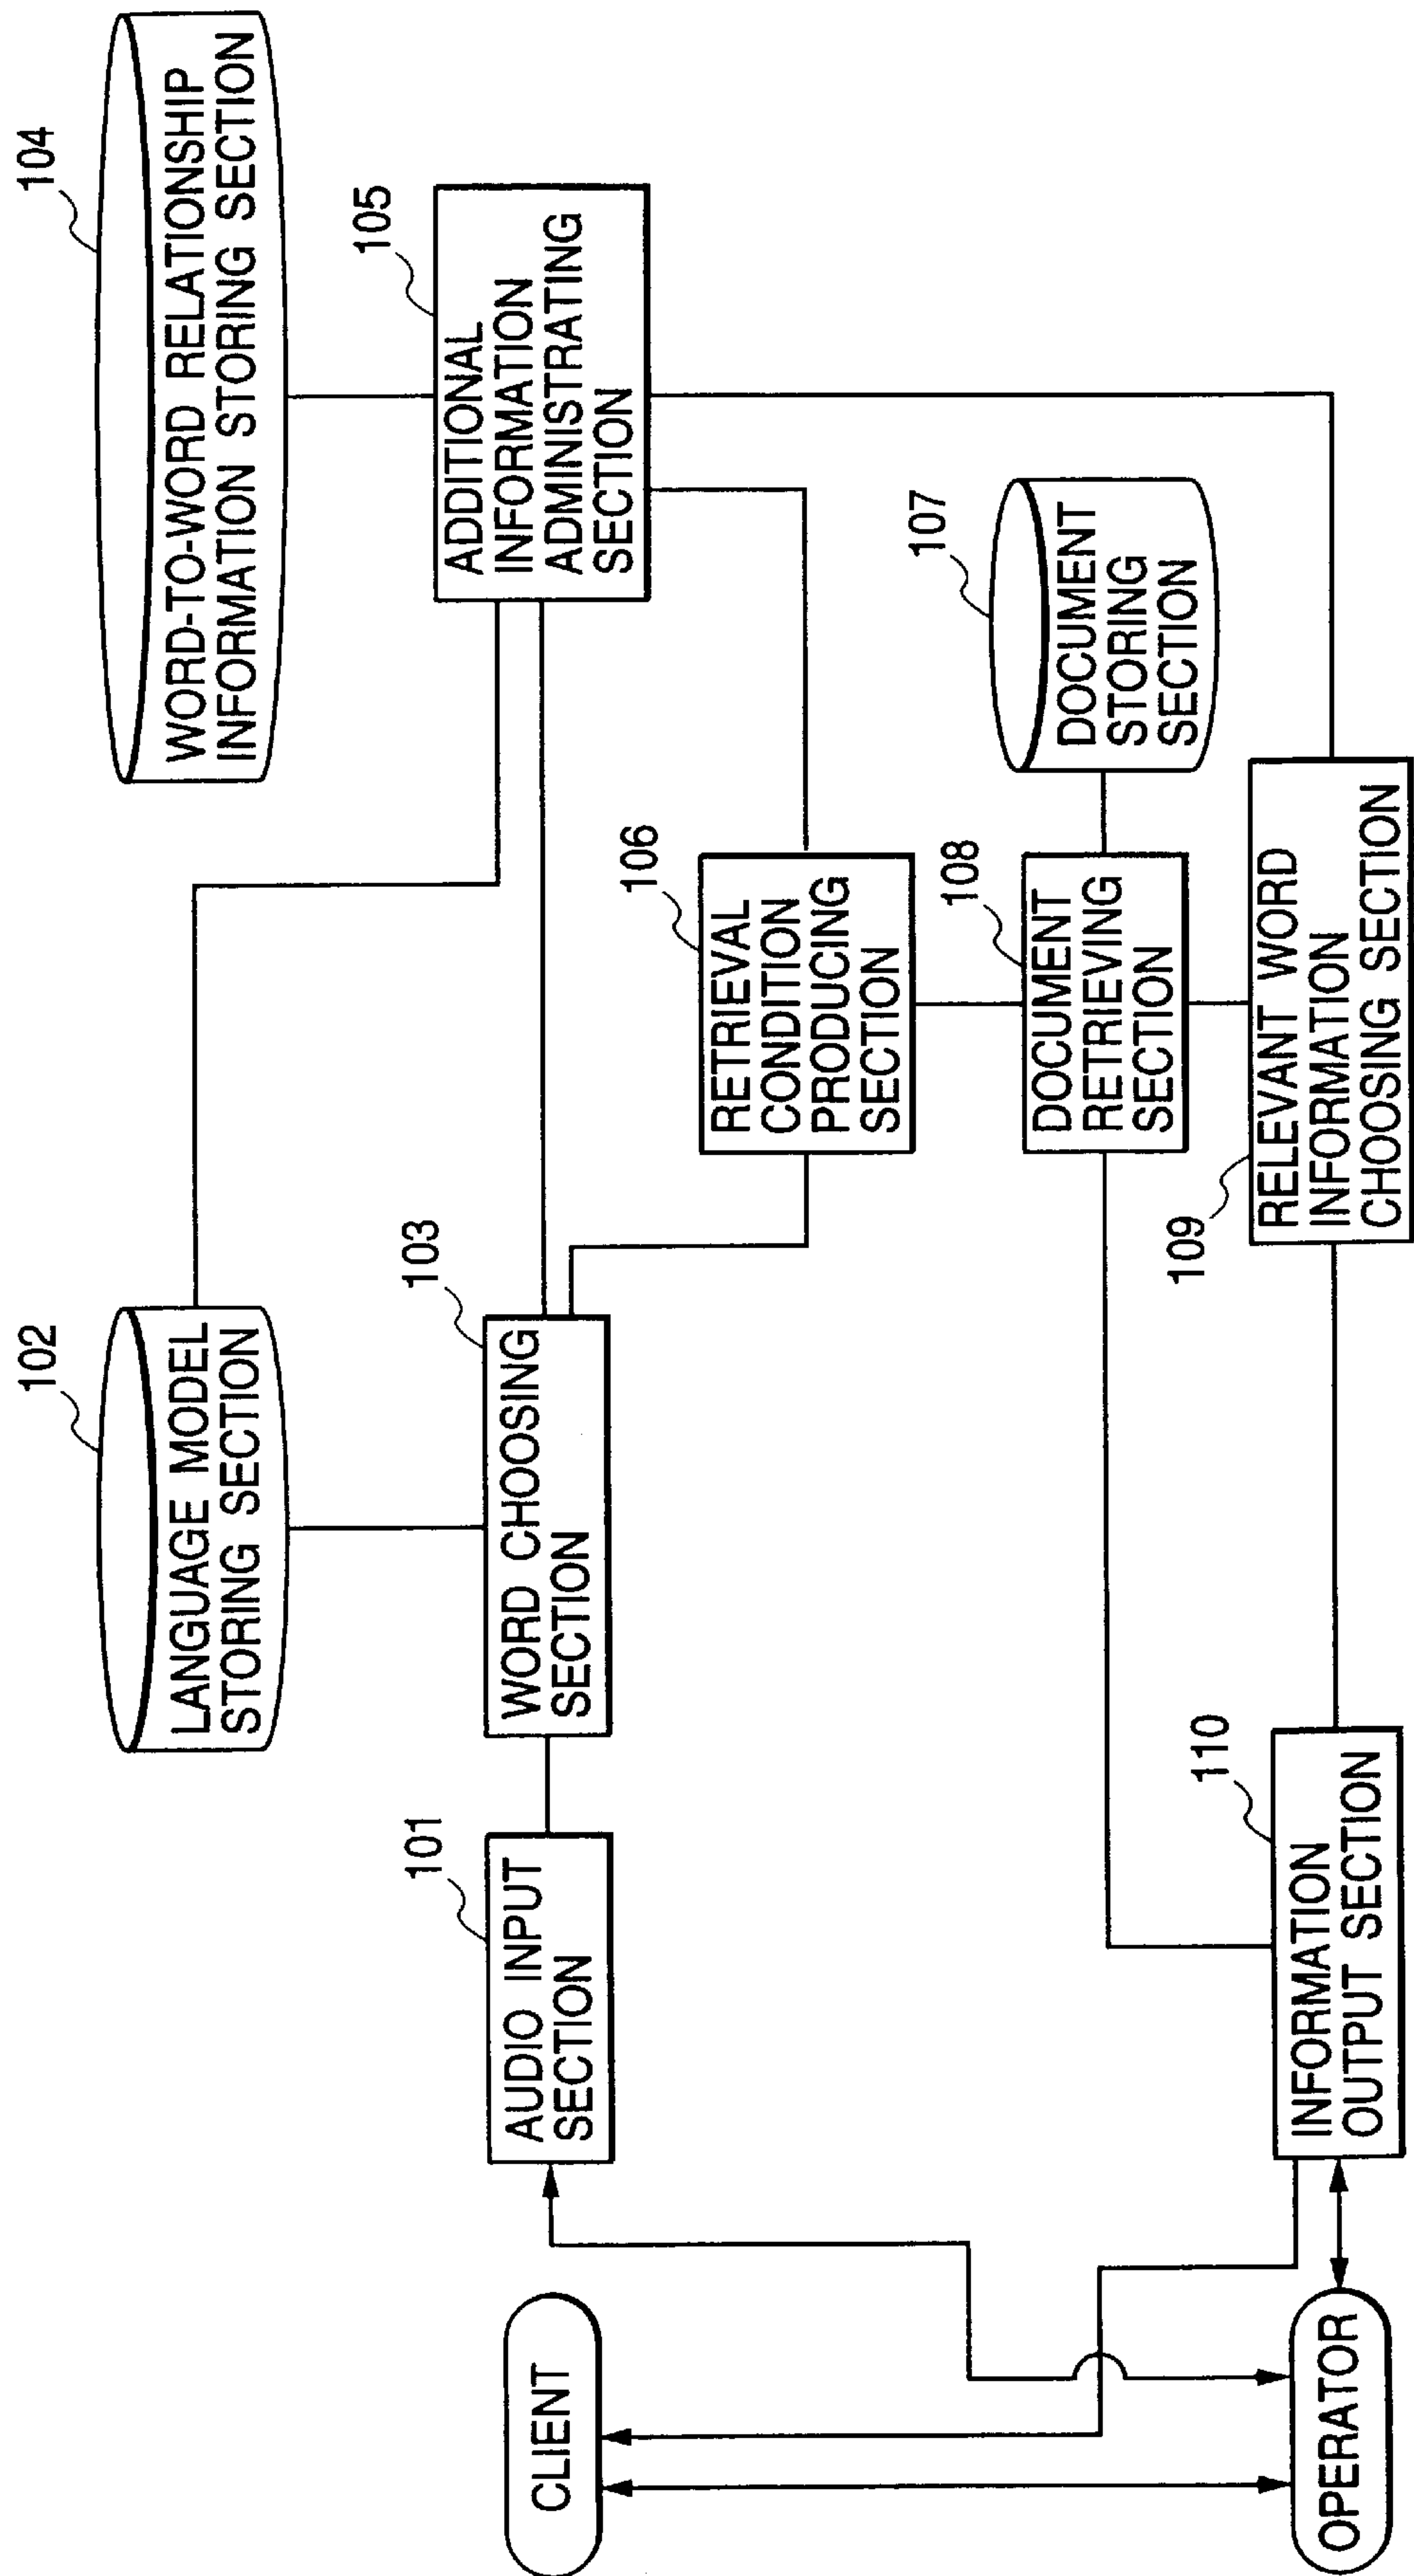 102
LANGUAGE MODEL
STORING SECTION
104
WORD-TO-WORD RELATIONSHIP
INFORMATION STORING SECTION
CLIENT
101
AUDIO INPUT
SECTION
103
WORD CHOOSING
SECTION
105
ADDITIONAL
INFORMATION
ADMINISTRATING
SECTION
106
RETRIEVAL
CONDITION
PRODUCING
SECTION
107
DOCUMENT
STORING
SECTION
108
DOCUMENT
RETRIEVING
SECTION
109
RELEVANT WORD
INFORMATION
CHOOSING SECTION
110
INFORMATION
OUTPUT SECTION
OPERATOR